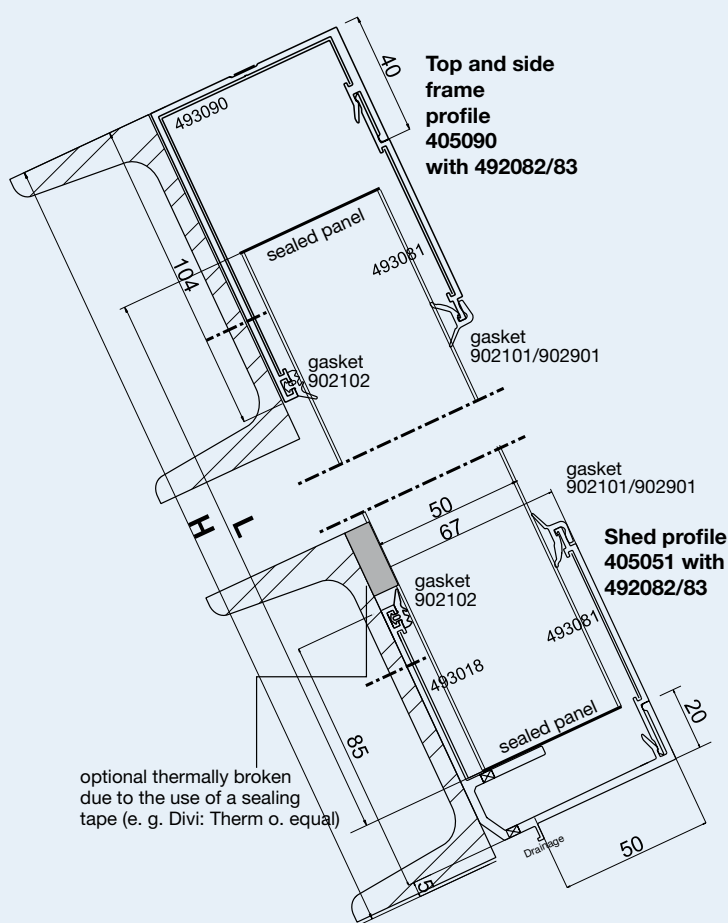 40
Top and side
frame
profile
405090
with 492082/83
493090
sealed panel
493081
104
gasket
902101/902901
gasket
902102
gasket
902101/902901
50
67
H
L
Shed profile
405051 with
492082/83
gasket
902102
493081
493018
sealed panel
20
85
optional thermally broken
due to the use of a sealing
tape (e. g. Divi: Therm o. equal)
Drainage
50
5